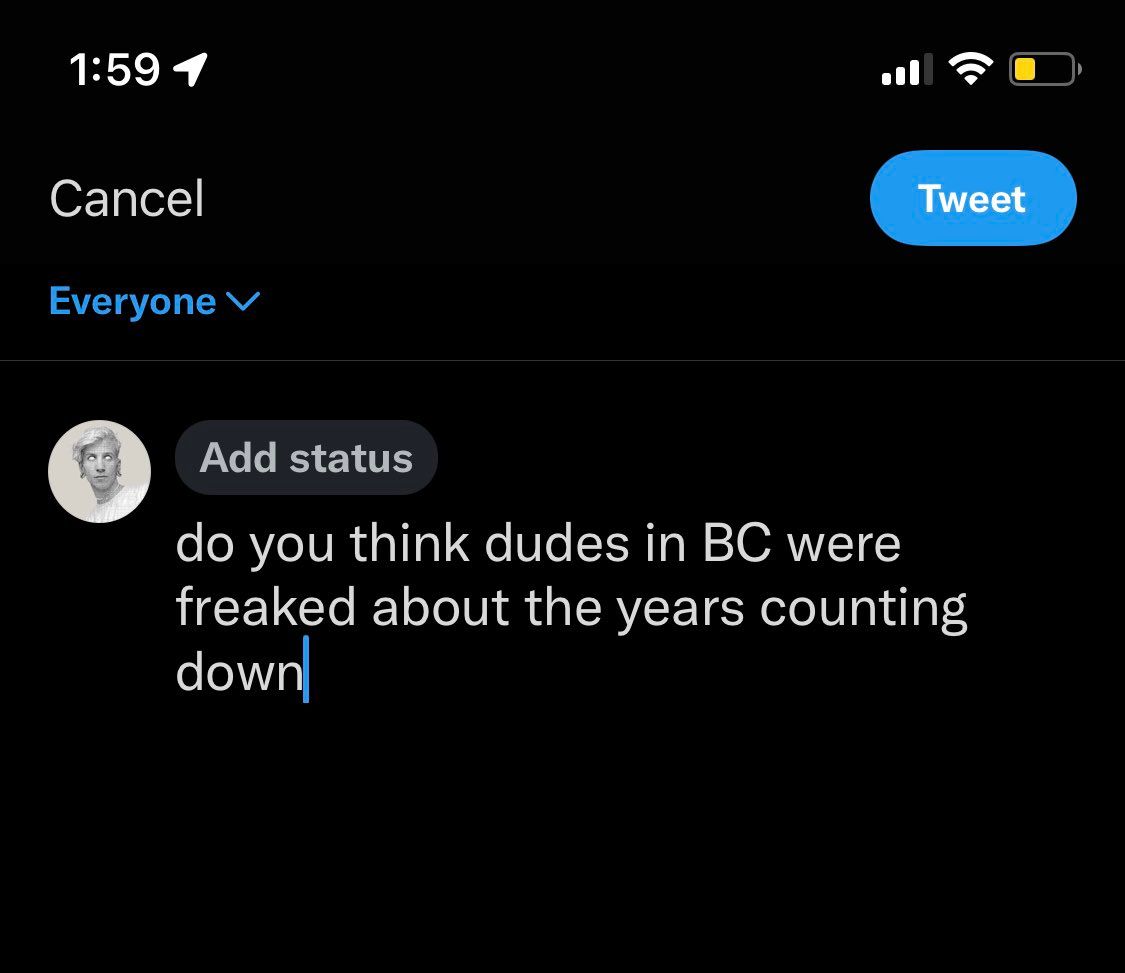 1:59
Cancel
Tweet
Everyone
Add status
do you think dudes in BC were
freaked about the years counting
down